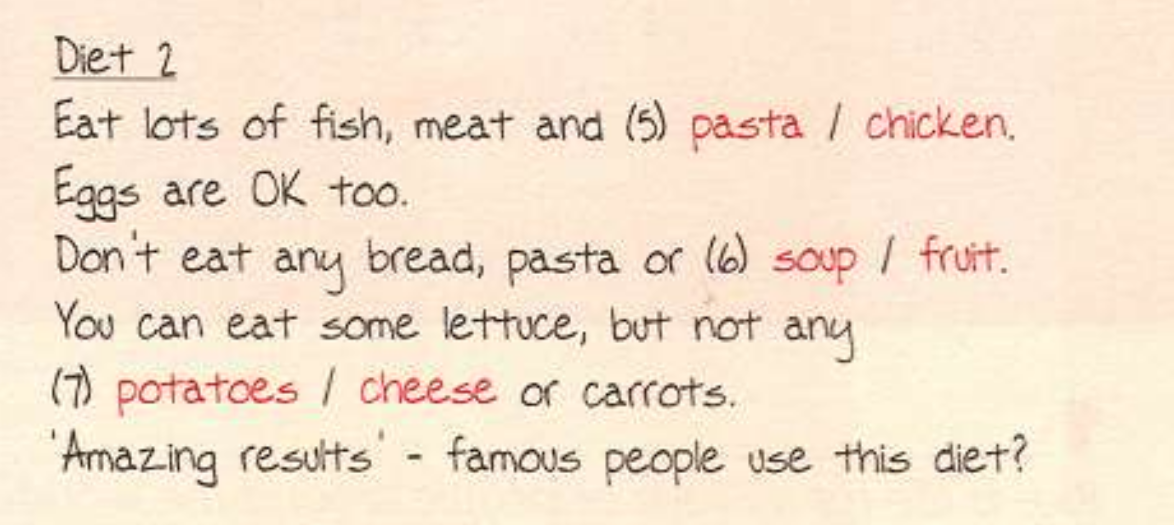 Diet 2
Eat lots of fish, meat and (5) pasta / chicken.
Eggs are OK too.
Don't eat any bread, pasta or (6) soup / fruit.
You can eat some lettuce, but not any
(7) potatoes / cheese or carrots.
'Amazing results' - famous people use this diet?